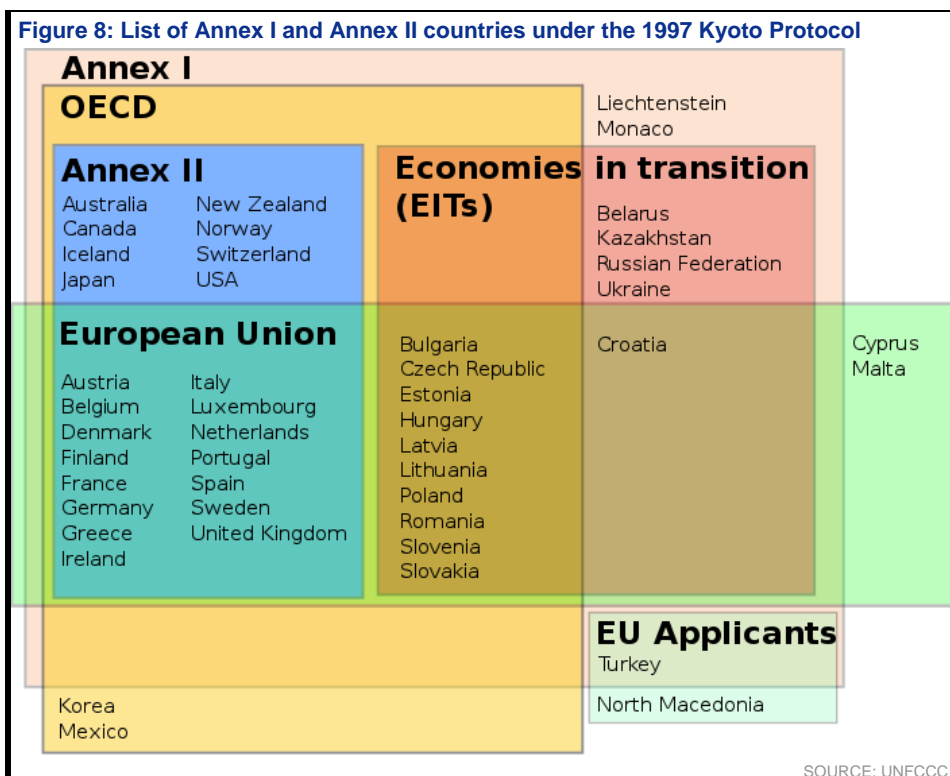 Figure 8: List of Annex I and Annex II countries under the 1997 Kyoto Protocol
Annex I
OECD
Liechtenstein
Monaco
Annex II
Australia
Canada
Iceland
Japan
New Zealand
Norway
Switzerland
USA
Economies in transition
(EITs)
Belarus
Kazakhstan
Russian Federation
Ukraine
European Union
Austria
Belgium
Denmark
Finland
France
Germany
Greece
Ireland
Italy
Luxembourg
Netherlands
Portugal
Spain
Sweden
United Kingdom
Bulgaria
Czech Republic
Estonia
Hungary
Latvia
Lithuania
Poland
Romania
Slovenia
Slovakia
Croatia
Cyprus
Malta
EU Applicants
Turkey
North Macedonia
Korea
Mexico
SOURCE: UNFCCC